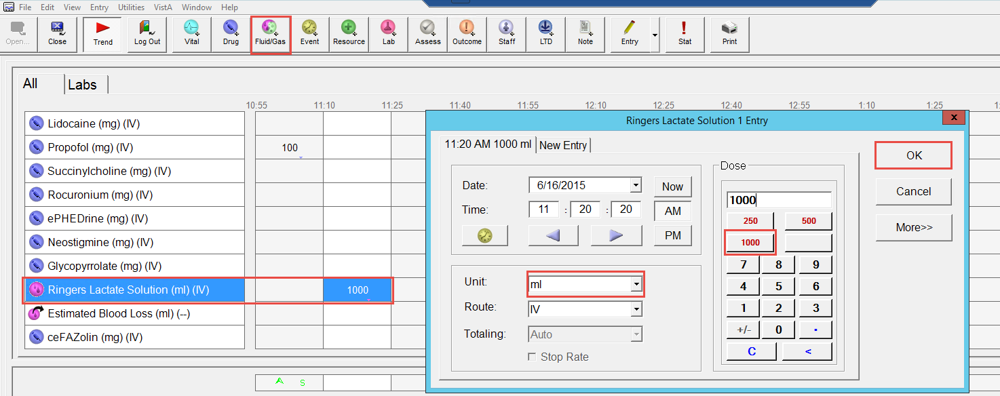 File Edit View Entry Utilities VistA Window Help
Open... Close Trend Log Out Vital Drug Fluid/Gas Event Resource Lab Assess Outcome Staff LTD Note Entry Stat Print
All Labs
10:55 11:10 11:25 11:40 11:55 12:10 12:25 12:40 12:55 1:10 1:25
Lidocaine (mg) (IV)
Propofol (mg) (IV) 100
Succinylcholine (mg) (IV)
Rocuronium (mg) (IV)
ePHEDrine (mg) (IV)
Neostigmine (mg) (IV)
Glycopyrrolate (mg) (IV)
Ringers Lactate Solution (ml) (IV) 1000
Estimated Blood Loss (ml) (--)
ceFAZolin (mg) (IV)
S
Ringers Lactate Solution 1 Entry x
11:20 AM 1000 ml New Entry
Date: 6/16/2015 Now
Time: 11 : 20 : 20 AM
PM
Unit: ml
Route: IV
Totaling: Auto
Stop Rate
Dose
1000
250 500
1000
7 8 9
4 5 6
1 2 3
+/- 0 .
C <
OK
Cancel
More>>